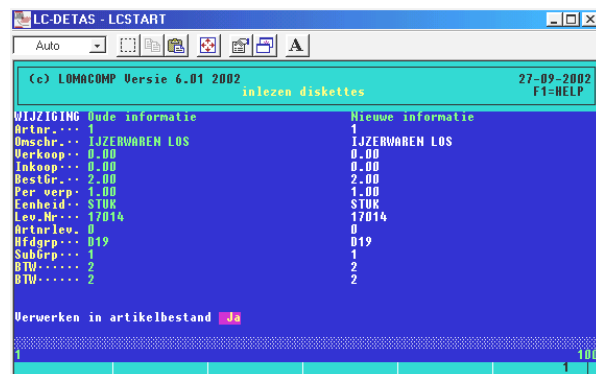 LC-DETAS - LCSTART
Auto
A
(c) LOMACOMP Versie 6.01 2002 27-09-2002
inlezen diskettes F1=HELP
WIJZIGING Oude informatie Nieuwe informatie
Artnr.··· 1 1
Omschr.·· IJZERWAREN LOS IJZERWAREN LOS
Verkoop·· 0.00 0.00
Inkoop··· 0.00 0.00
BestGr.·· 2.00 2.00
Per verp· 1.00 1.00
Eenheid·· STUK STUK
Lev.Nr··· 17014 17014
Artnrlev. 0 0
Hfdgrp··· D19 D19
SubGrp··· 1 1
BTW······ 2 2
BTW······ 2 2
Verwerken in artikelbestand Ja
1 100
1